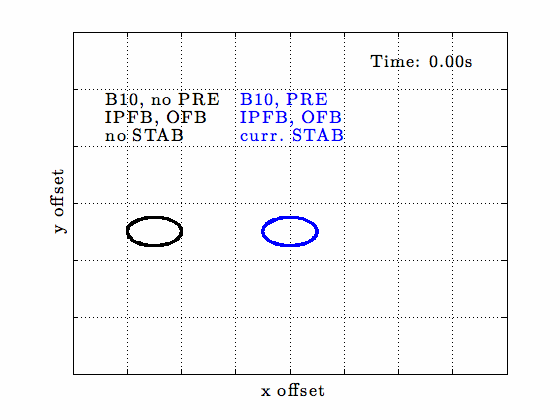 Time: 0.00s
B10, no PRE
IPFB, OFB
no STAB
B10, PRE
IPFB, OFB
curr. STAB
y offset
x offset